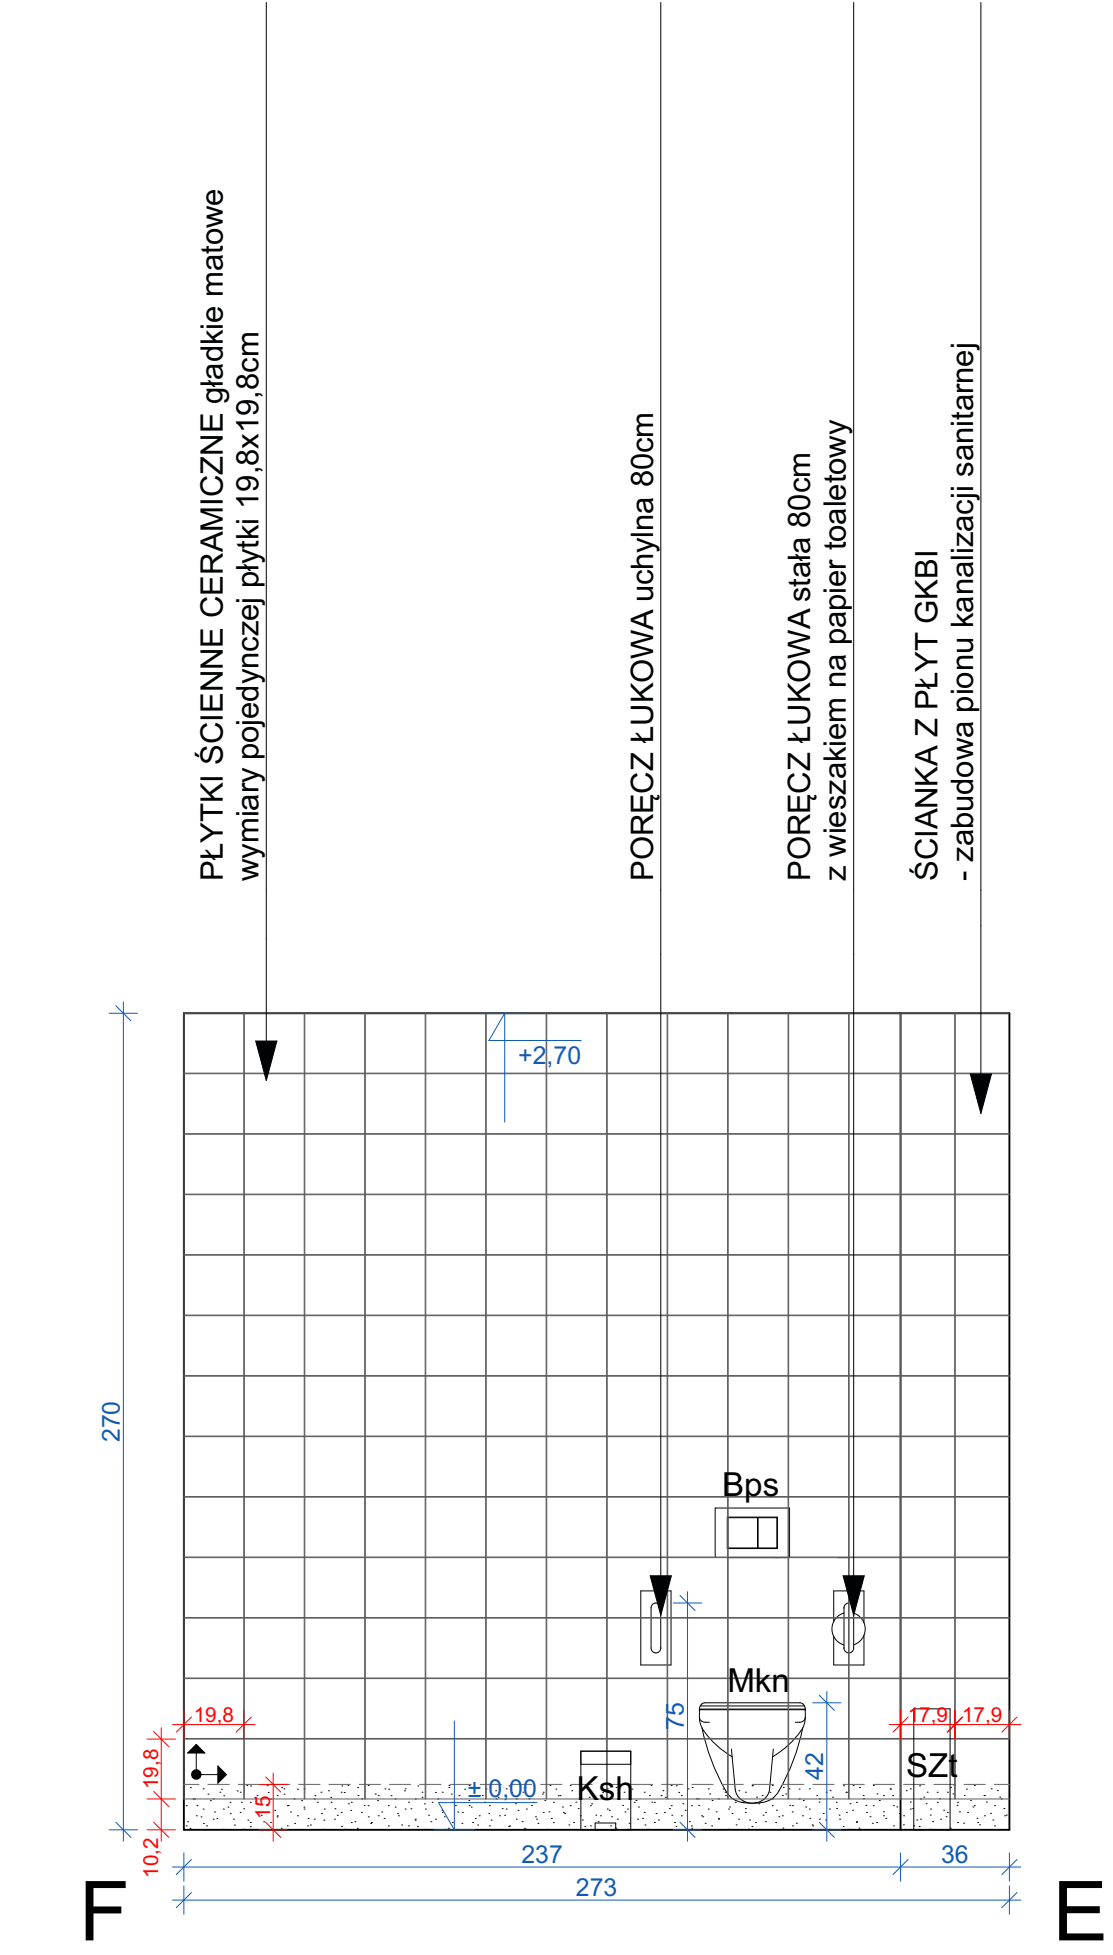 PŁYTKI ŚCIENNE CERAMICZNE gładkie matowe
wymiary pojedynczej płytki 19,8x19,8cm
PORĘCZ ŁUKOWA uchylna 80cm
PORĘCZ ŁUKOWA stała 80cm
z wieszakiem na papier toaletowy
ŚCIANKA Z PŁYT GKBI
- zabudowa pionu kanalizacji sanitarnej
+2,70
270
Bps
Mkn
75
42
19,8
17,9
17,9
19,8
SZt
Ksh
± 0,00
15
10,2
237
36
273
F
E